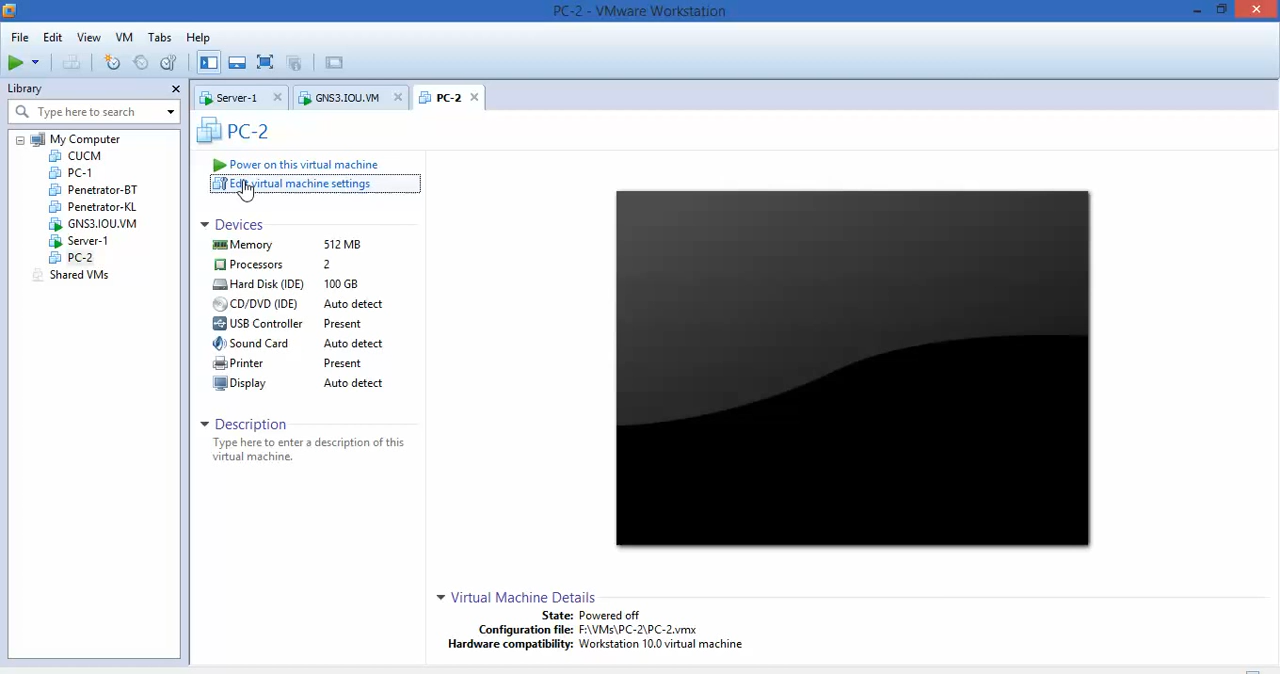 PC-2 - VMware Workstation
File Edit View VM Tabs Help
Library
Type here to search
My Computer
CUCM
PC-1
Penetrator-BT
Penetrator-KL
GNS3.IOU.VM
Server-1
PC-2
Shared VMs
Server-1 GNS3.IOU.VM PC-2
PC-2
Power on this virtual machine
Edit virtual machine settings
Devices
Memory 512 MB
Processors 2
Hard Disk (IDE) 100 GB
CD/DVD (IDE) Auto detect
USB Controller Present
Sound Card Auto detect
Printer Present
Display Auto detect
Description
Type here to enter a description of this
virtual machine.
Virtual Machine Details
State: Powered off
Configuration file: F:\VMs\PC-2\PC-2.vmx
Hardware compatibility: Workstation 10.0 virtual machine